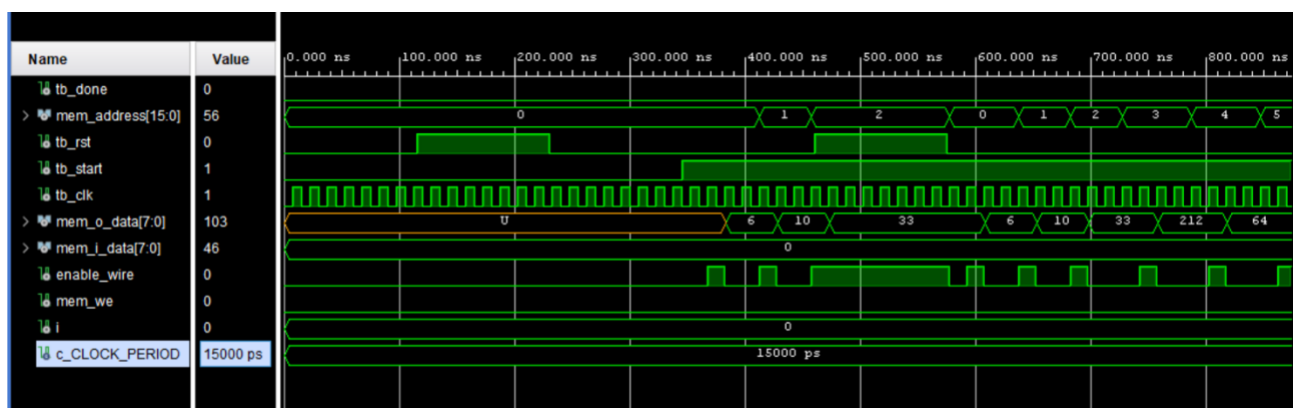 Name Value 0.000 ns 100.000 ns 200.000 ns 300.000 ns 400.000 ns 500.000 ns 600.000 ns 700.000 ns 800.000 ns
tb_done 0
> mem_address[15:0] 56 0 1 2 0 1 2 3 4 5
tb_rst 0
tb_start 1
tb_clk 1
> mem_o_data[7:0] 103 U 6 10 33 6 10 33 212 64
> mem_i_data[7:0] 46 0
enable_wire 0
mem_we 0
i 0 0
c_CLOCK_PERIOD 15000 ps 15000 ps